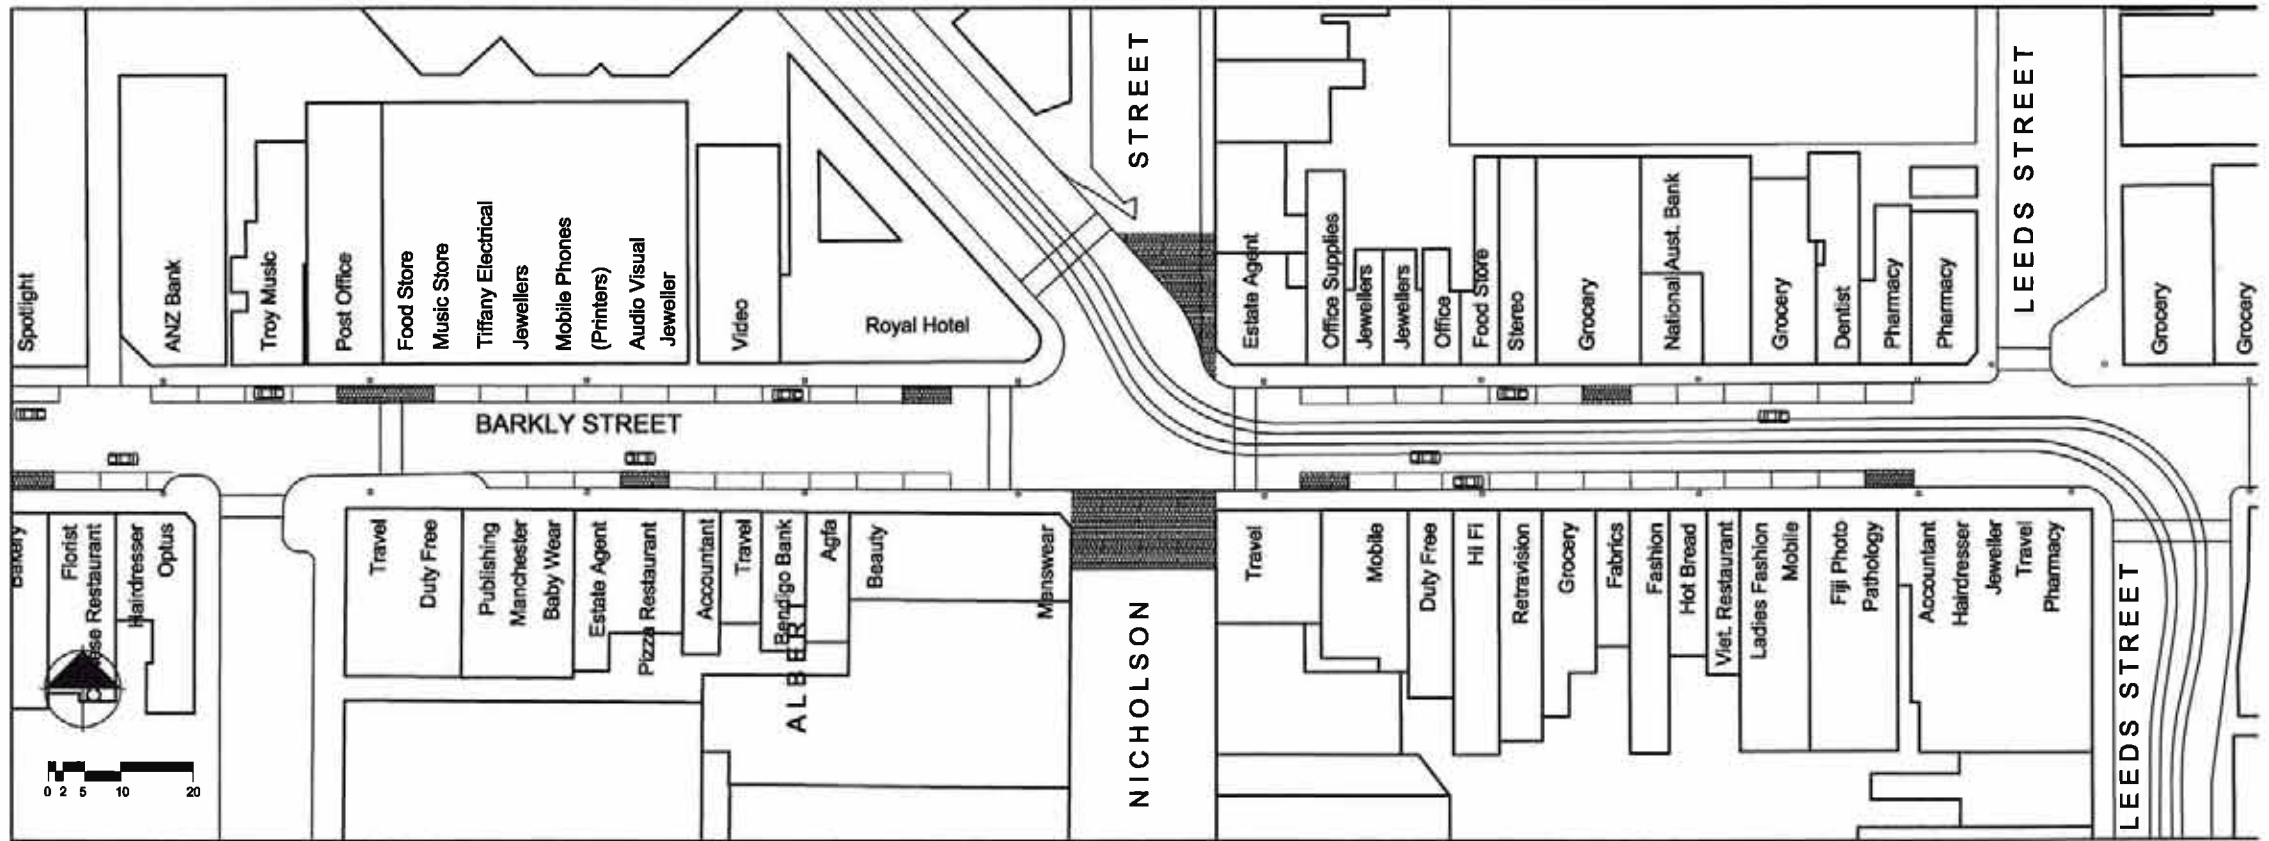 STREET
LEEDS STREET
Spotlight
ANZ Bank
Troy Music
Post Office
Food Store
Music Store
Tiffany Electrical
Jewellers
Mobile Phones
(Printers)
Audio Visual
Jeweller
Video
Royal Hotel
Estate Agent
Office Supplies
Jewellers
Jewellers
Office
Food Store
Stereo
Grocery
National Aust. Bank
Grocery
Dentist
Pharmacy
Pharmacy
Grocery
Grocery
BARKLY STREET
Bakery
Florist
Restaurant
Hairdresser
Optus
Travel
Duty Free
Publishing
Manchester
Baby Wear
Estate Agent
Pizza Restaurant
Accountant
Travel
Bendigo Bank
Agfa
Beauty
Menswear
Travel
Mobile
Duty Free
Hi Fi
Retravision
Grocery
Fabrics
Fashion
Hot Bread
Viet. Restaurant
Ladies Fashion
Mobile
Fiji Photo
Pathology
Accountant
Hairdresser
Jeweller
Travel
Pharmacy
ALBERT
NICHOLSON
LEEDS STREET
0 2 5 10 20